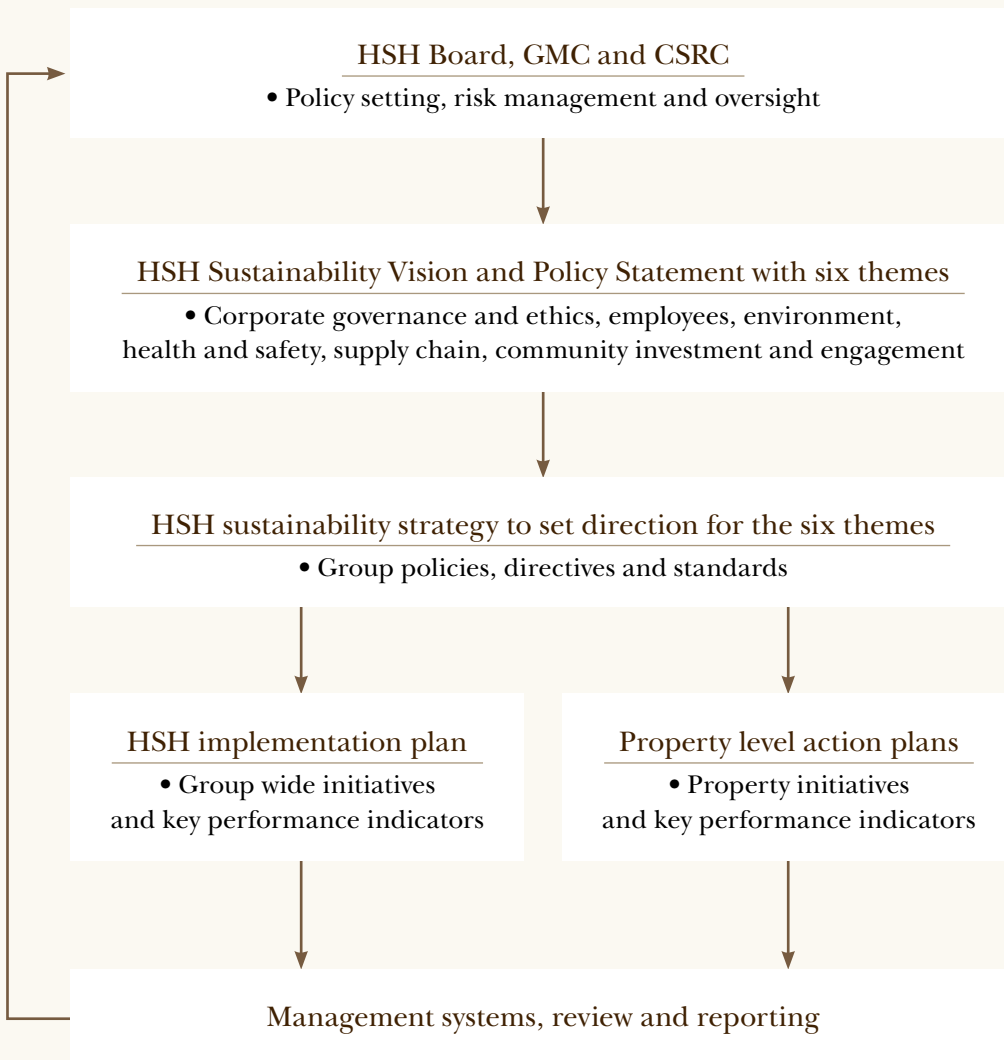 HSH Board, GMC and CSRC
• Policy setting, risk management and oversight
HSH Sustainability Vision and Policy Statement with six themes
• Corporate governance and ethics, employees, environment,
health and safety, supply chain, community investment and engagement
HSH sustainability strategy to set direction for the six themes
• Group policies, directives and standards
HSH implementation plan
• Group wide initiatives
and key performance indicators
Property level action plans
• Property initiatives
and key performance indicators
Management systems, review and reporting